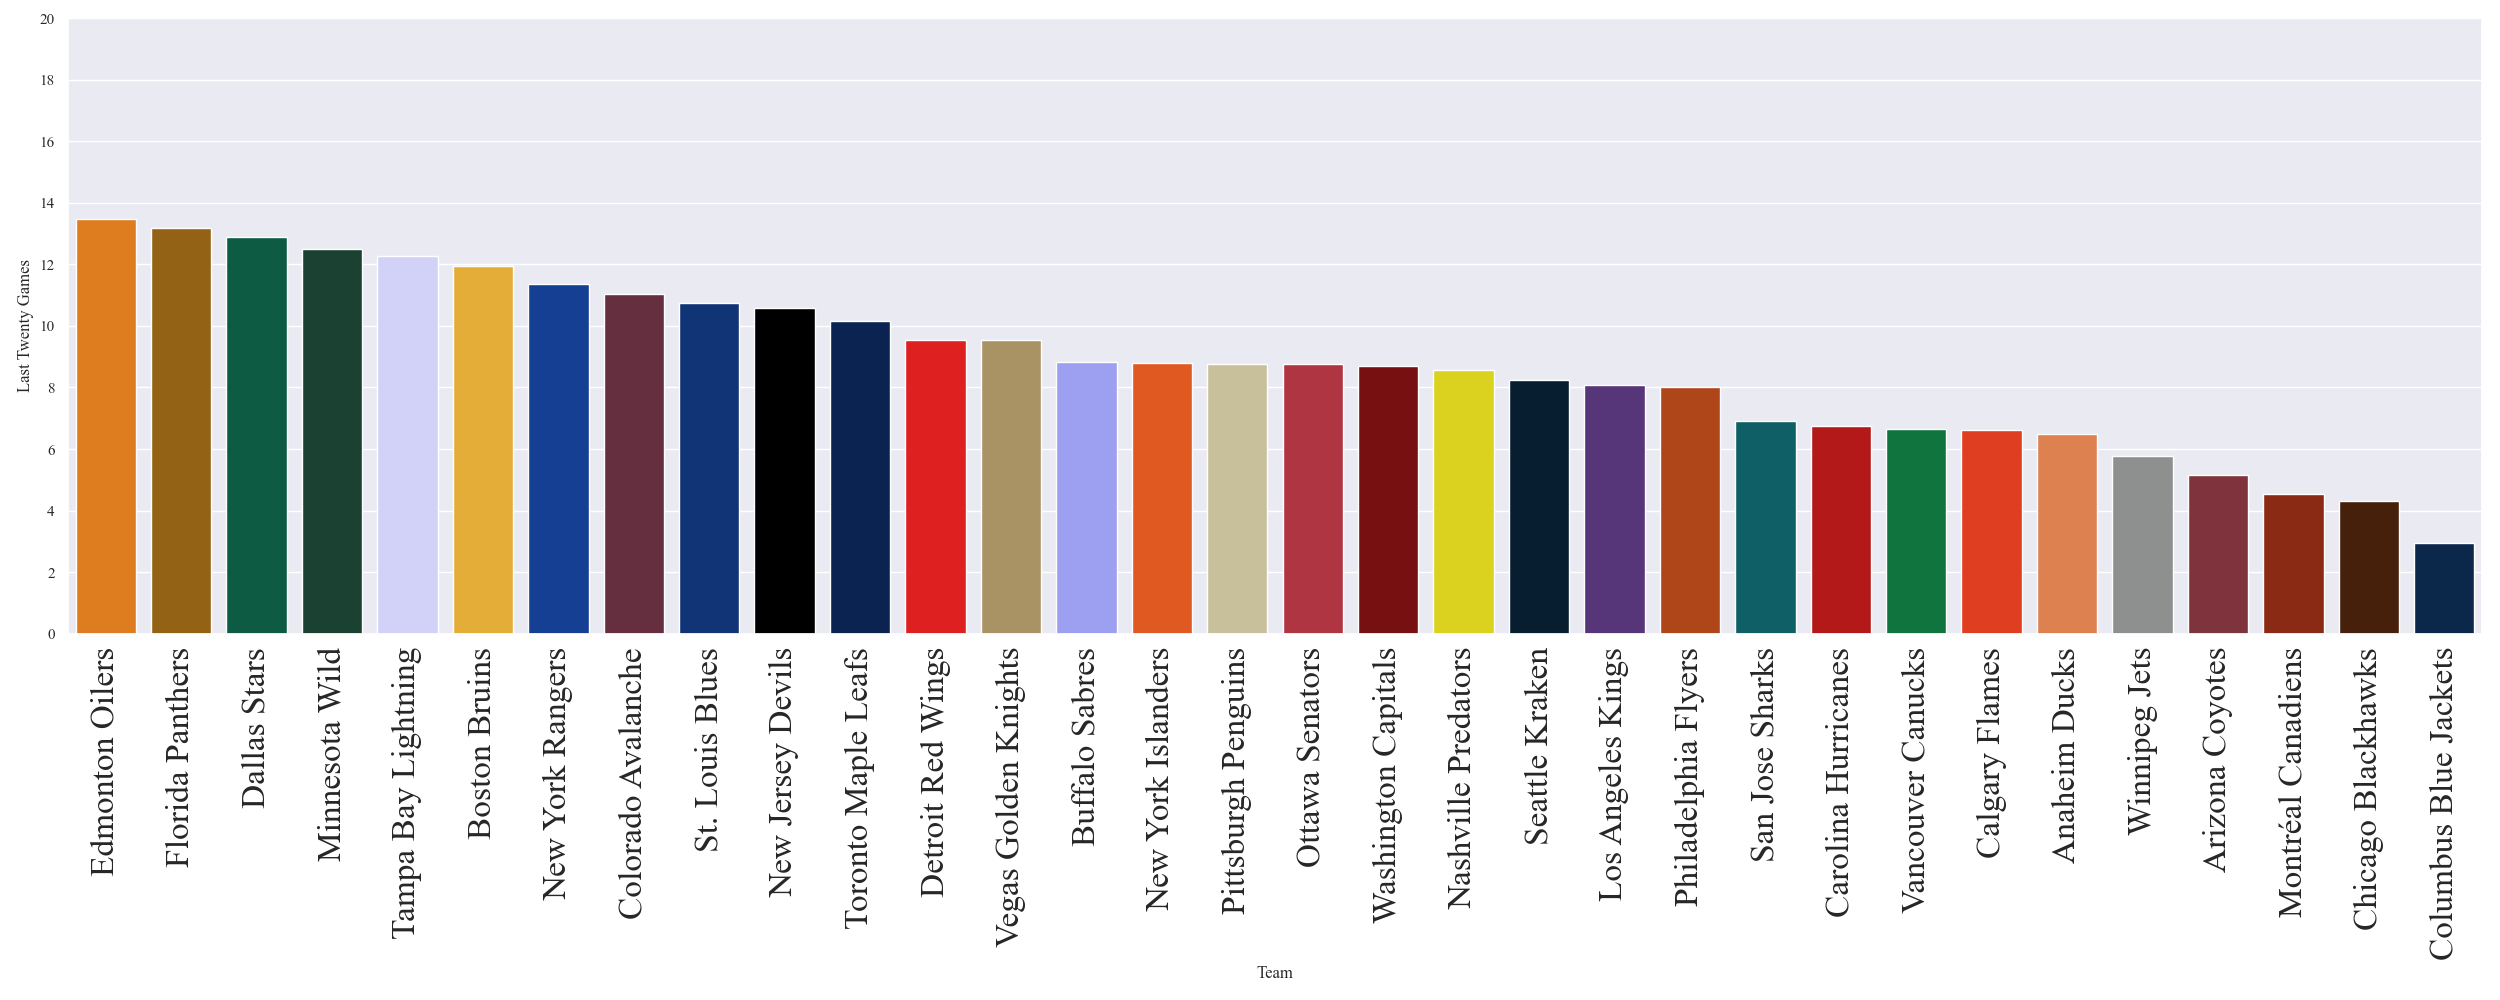 20
18
16
14
12
10
8
6
4
2
0
Last Twenty Games
Edmonton Oilers
Florida Panthers
Dallas Stars
Minnesota Wild
Tampa Bay Lightning
Boston Bruins
New York Rangers
Colorado Avalanche
St. Louis Blues
New Jersey Devils
Toronto Maple Leafs
Detroit Red Wings
Vegas Golden Knights
Buffalo Sabres
New York Islanders
Pittsburgh Penguins
Ottawa Senators
Washington Capitals
Nashville Predators
Seattle Kraken
Los Angeles Kings
Philadelphia Flyers
San Jose Sharks
Carolina Hurricanes
Vancouver Canucks
Calgary Flames
Anaheim Ducks
Winnipeg Jets
Arizona Coyotes
Montréal Canadiens
Chicago Blackhawks
Columbus Blue Jackets
Team